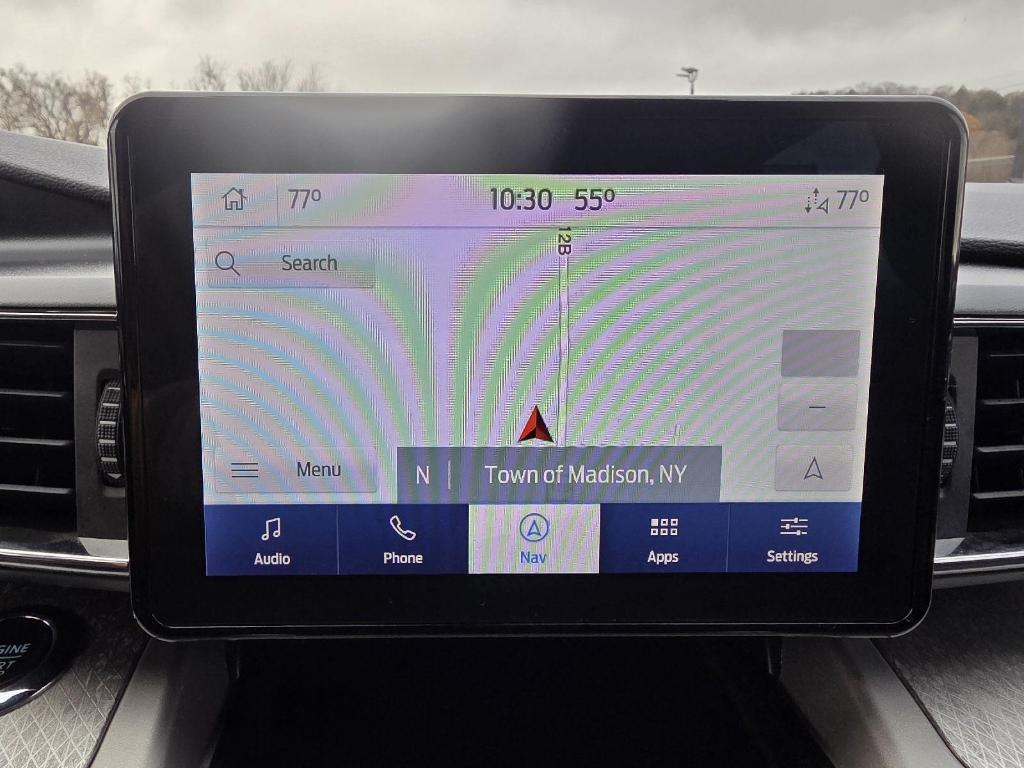 77°
10:30 55°
77°
12B
Search
Menu
N
Town of Madison, NY
Audio
Phone
Nav
Apps
Settings